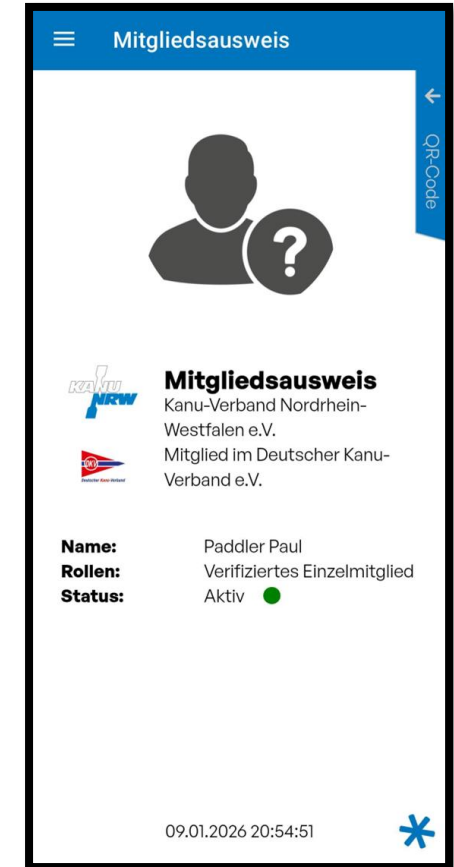 Mitgliedsausweis
QR-Code
?
KANU
NRW
Mitgliedsausweis
Kanu-Verband Nordrhein-
Westfalen e.V.
DKV
Deutscher Kanu-Verband
Mitglied im Deutscher Kanu-
Verband e.V.
Name: Paddler Paul
Rollen: Verifiziertes Einzelmitglied
Status: Aktiv
09.01.2026 20:54:51